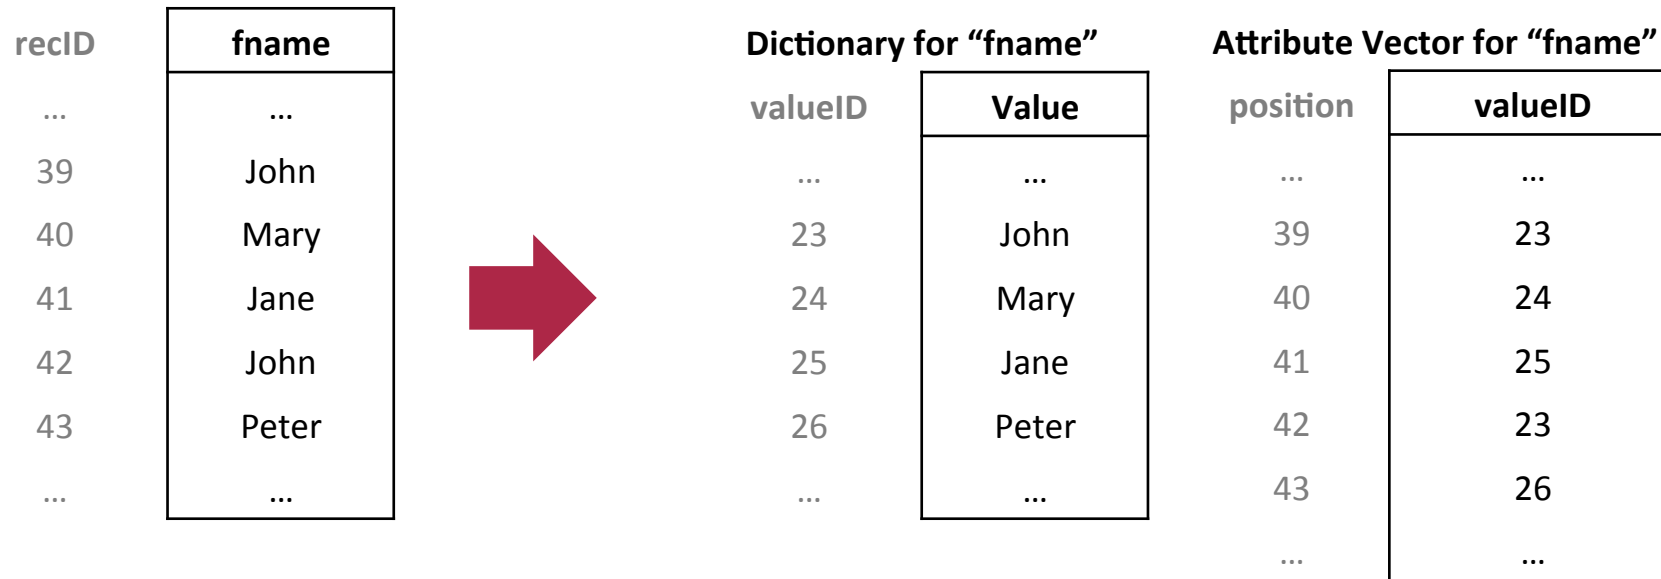 recID fname
... ...
39 John
40 Mary
41 Jane
42 John
43 Peter
... ...
Dictionary for “fname”
valueID Value
... ...
23 John
24 Mary
25 Jane
26 Peter
... ...
Attribute Vector for “fname”
position valueID
... ...
39 23
40 24
41 25
42 23
43 26
... ...